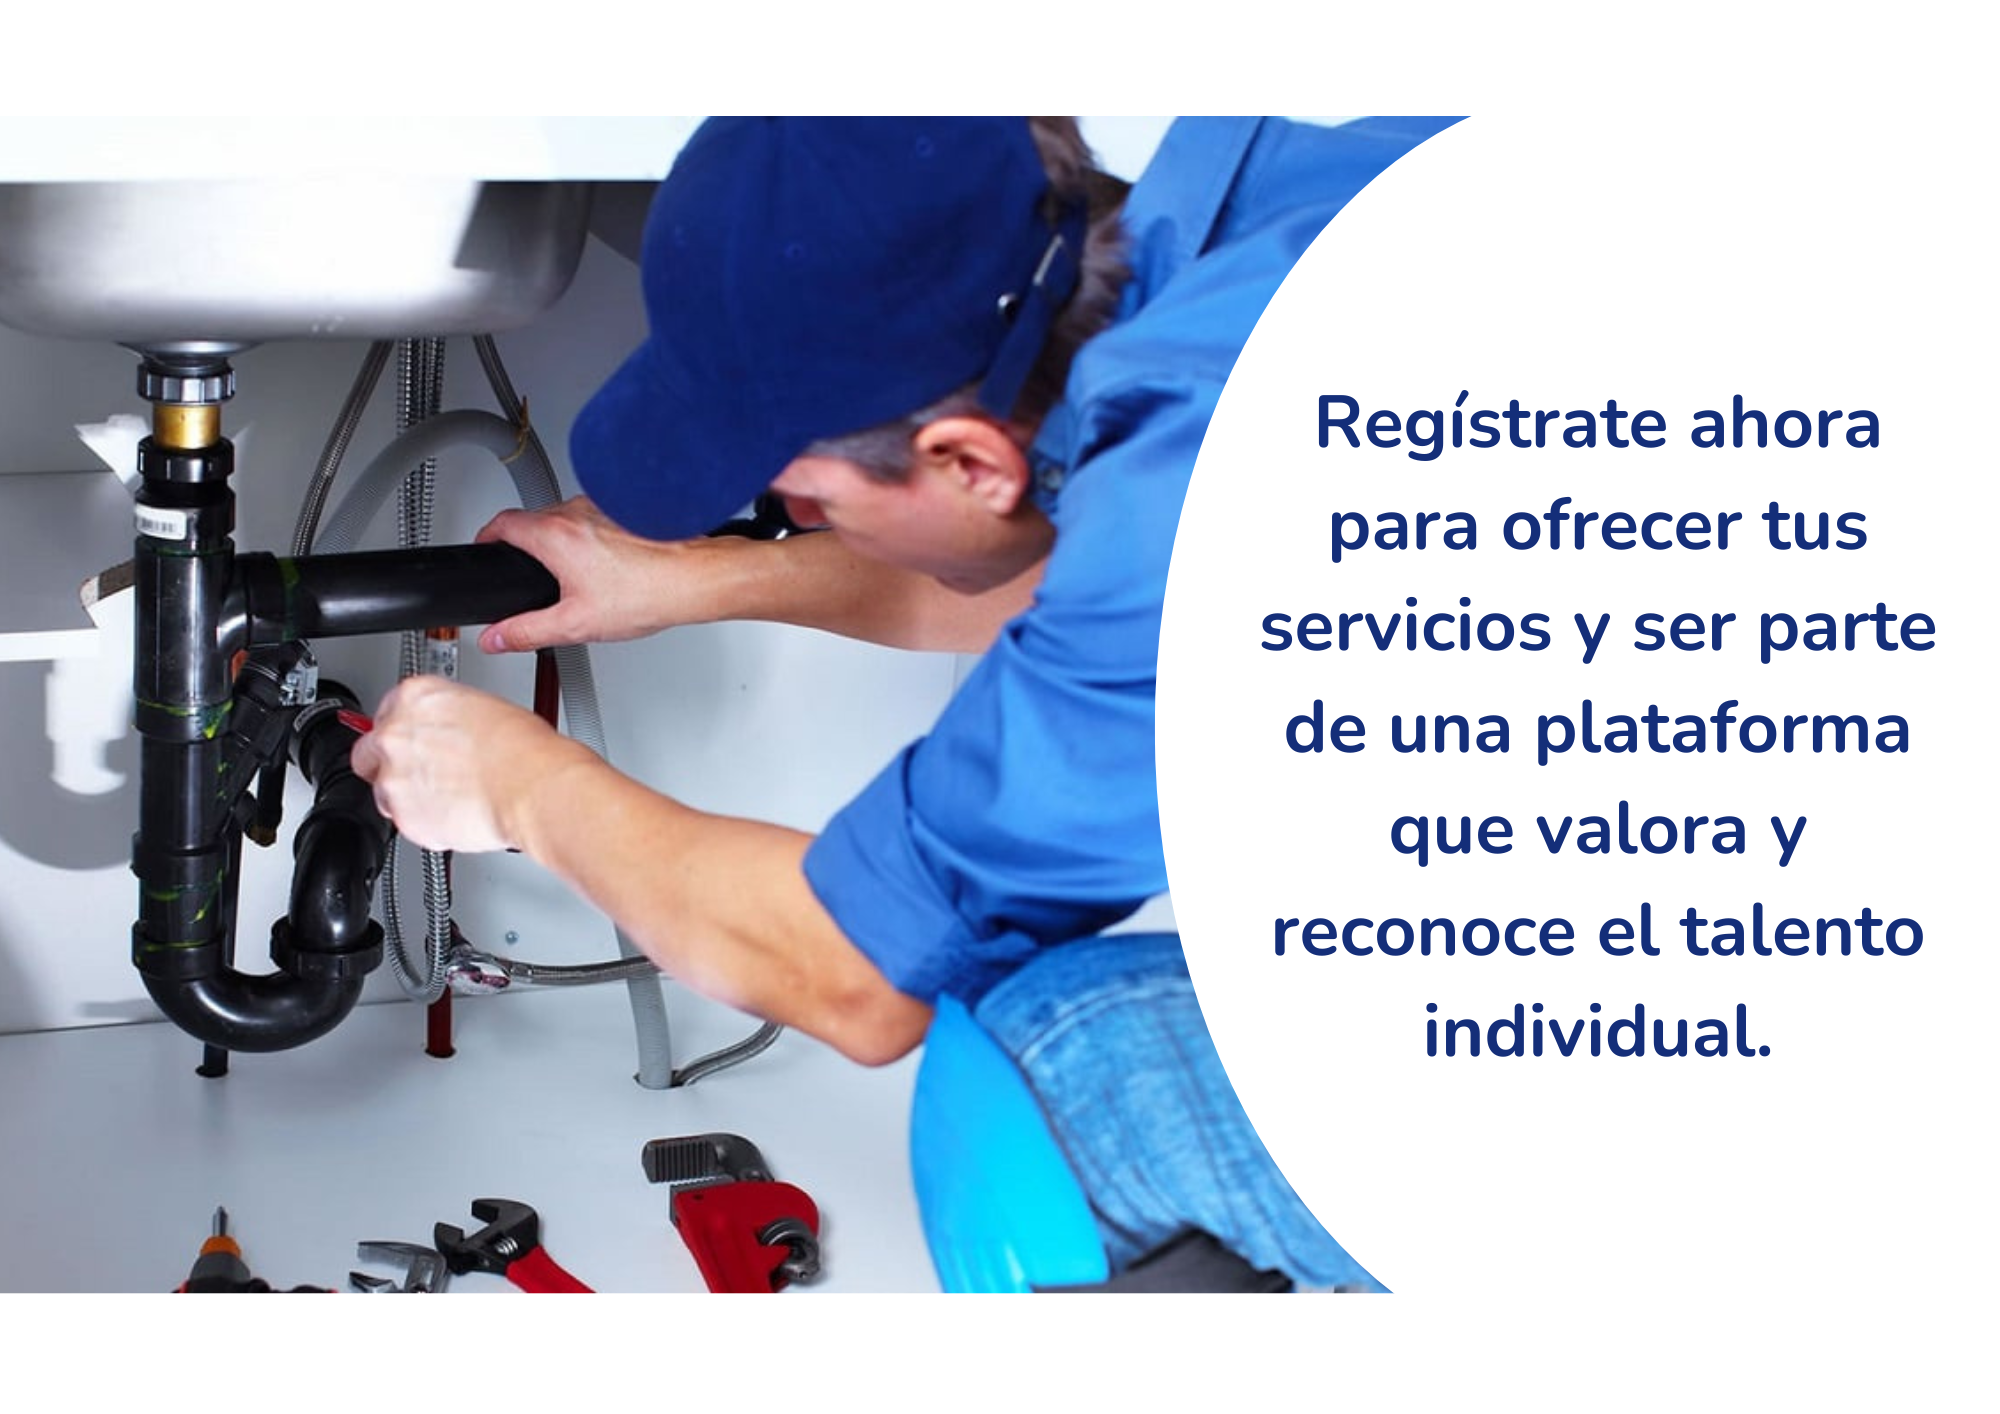 Regístrate ahora
para ofrecer tus
servicios y ser parte
de una plataforma
que valora y
reconoce el talento
individual.